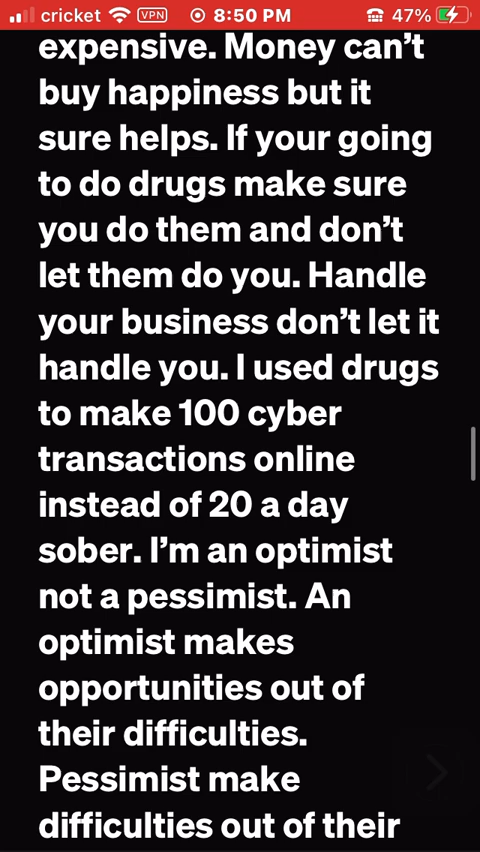 cricket VPN 8:50 PM 47%
expensive. Money can’t
buy happiness but it
sure helps. If your going
to do drugs make sure
you do them and don’t
let them do you. Handle
your business don’t let it
handle you. I used drugs
to make 100 cyber
transactions online
instead of 20 a day
sober. I’m an optimist
not a pessimist. An
optimist makes
opportunities out of
their difficulties.
Pessimist make
difficulties out of their